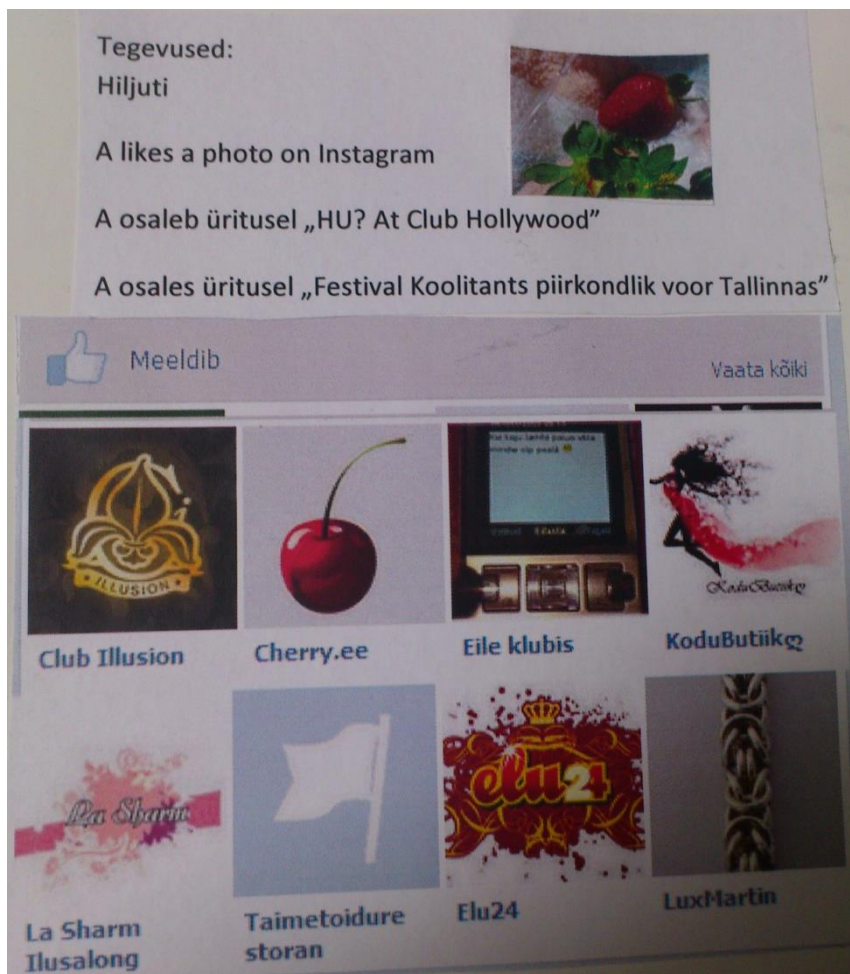 Tegevused:
Hiljuti
A likes a photo on Instagram
A osaleb üritusel „HU? At Club Hollywood”
A osales üritusel „Festival Koolitants piirkondlik voor Tallinnas”
Meeldib
Vaata kõiki
ILLUSION
KoduButiik
Club Illusion
Cherry.ee
Eile klubis
KoduButiikღ
La Sharm
elu24
La Sharm
Ilusalong
Taimetoidure
storan
Elu24
LuxMartin